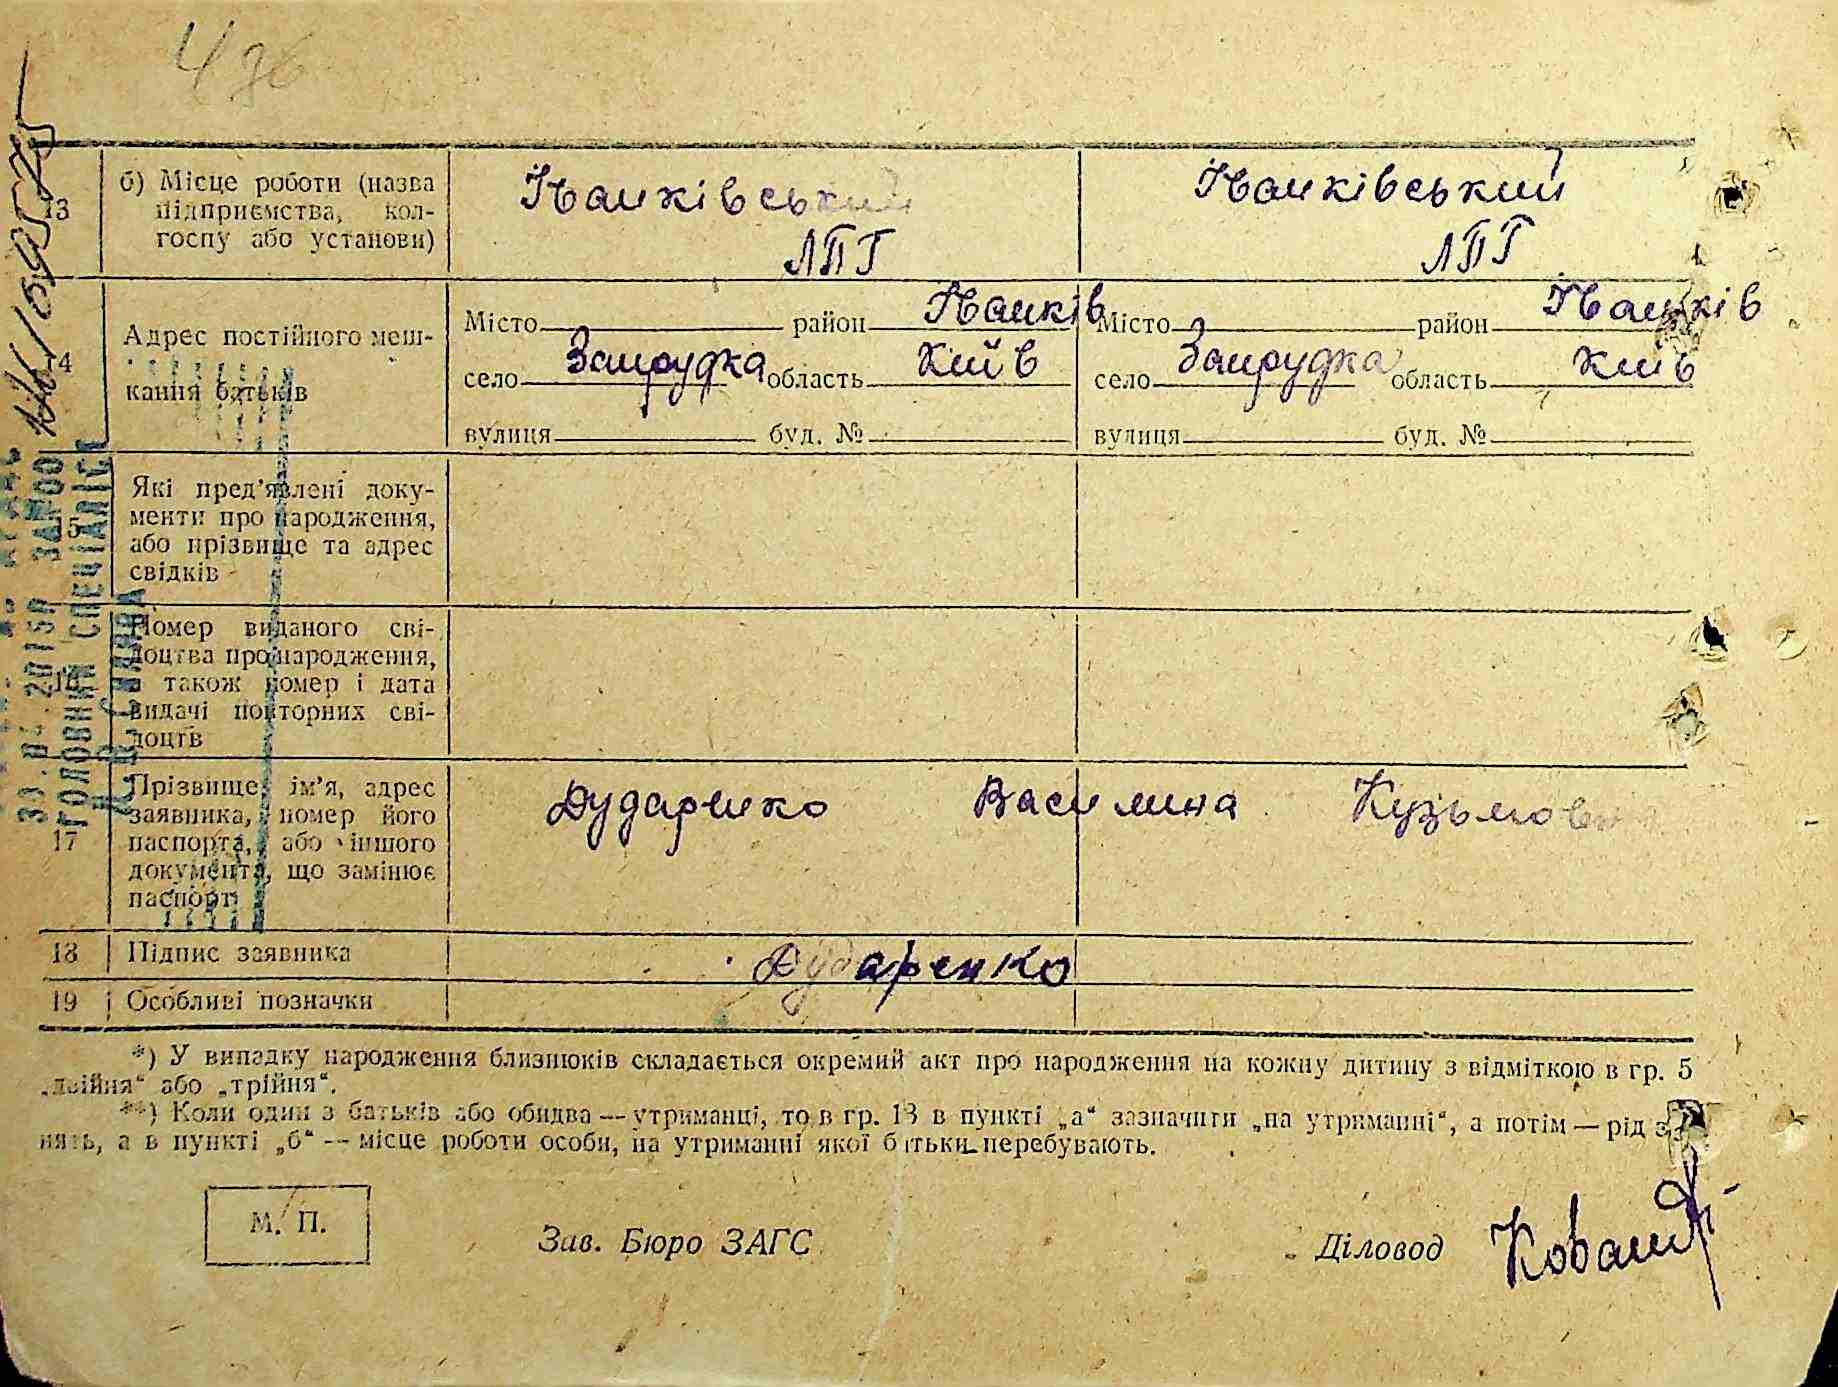 436
13
б) Місце роботи (назва
підприємства, кол-
госпу або установи)
Іванківський
ЛПГ
Іванківський
ЛПГ
Адрес постійного меш-
4
кання батьків
Місто район Іванків
село Запрудка область Київ
вулиця буд. №
Місто район Іванків
село Запрудка область Київ
вулиця буд. №
Які пред'явлені доку-
менти про народження,
або прізвище та адрес
свідків
Номер виданого сві-
доцтва про народження,
а також номер і дата
видачі повторних сві-
доцтв
Прізвище, ім'я, адрес
заявника, номер його
17 паспорта, або іншого
документа, що замінює
паспорт
Дударенко Василина Кузьмовна
18 Підпис заявника
Дударенко
19 Особливі позначки
*) У випадку народження близнюків складається окремий акт про народження на кожну дитину з відміткою в гр. 5
„двійня“ або „трійня“.
**) Коли один з батьків або обидва — утриманці, то в гр. 13 в пункті „а“ зазначити „на утриманні“, а потім — рід за-
нять, а в пункті „б“ — місце роботи особи, на утриманні якої батьки перебувають.
М. П.
Зав. Бюро ЗАГС
Діловод
ГОЛОВНИЙ СПЕЦІАЛІСТ